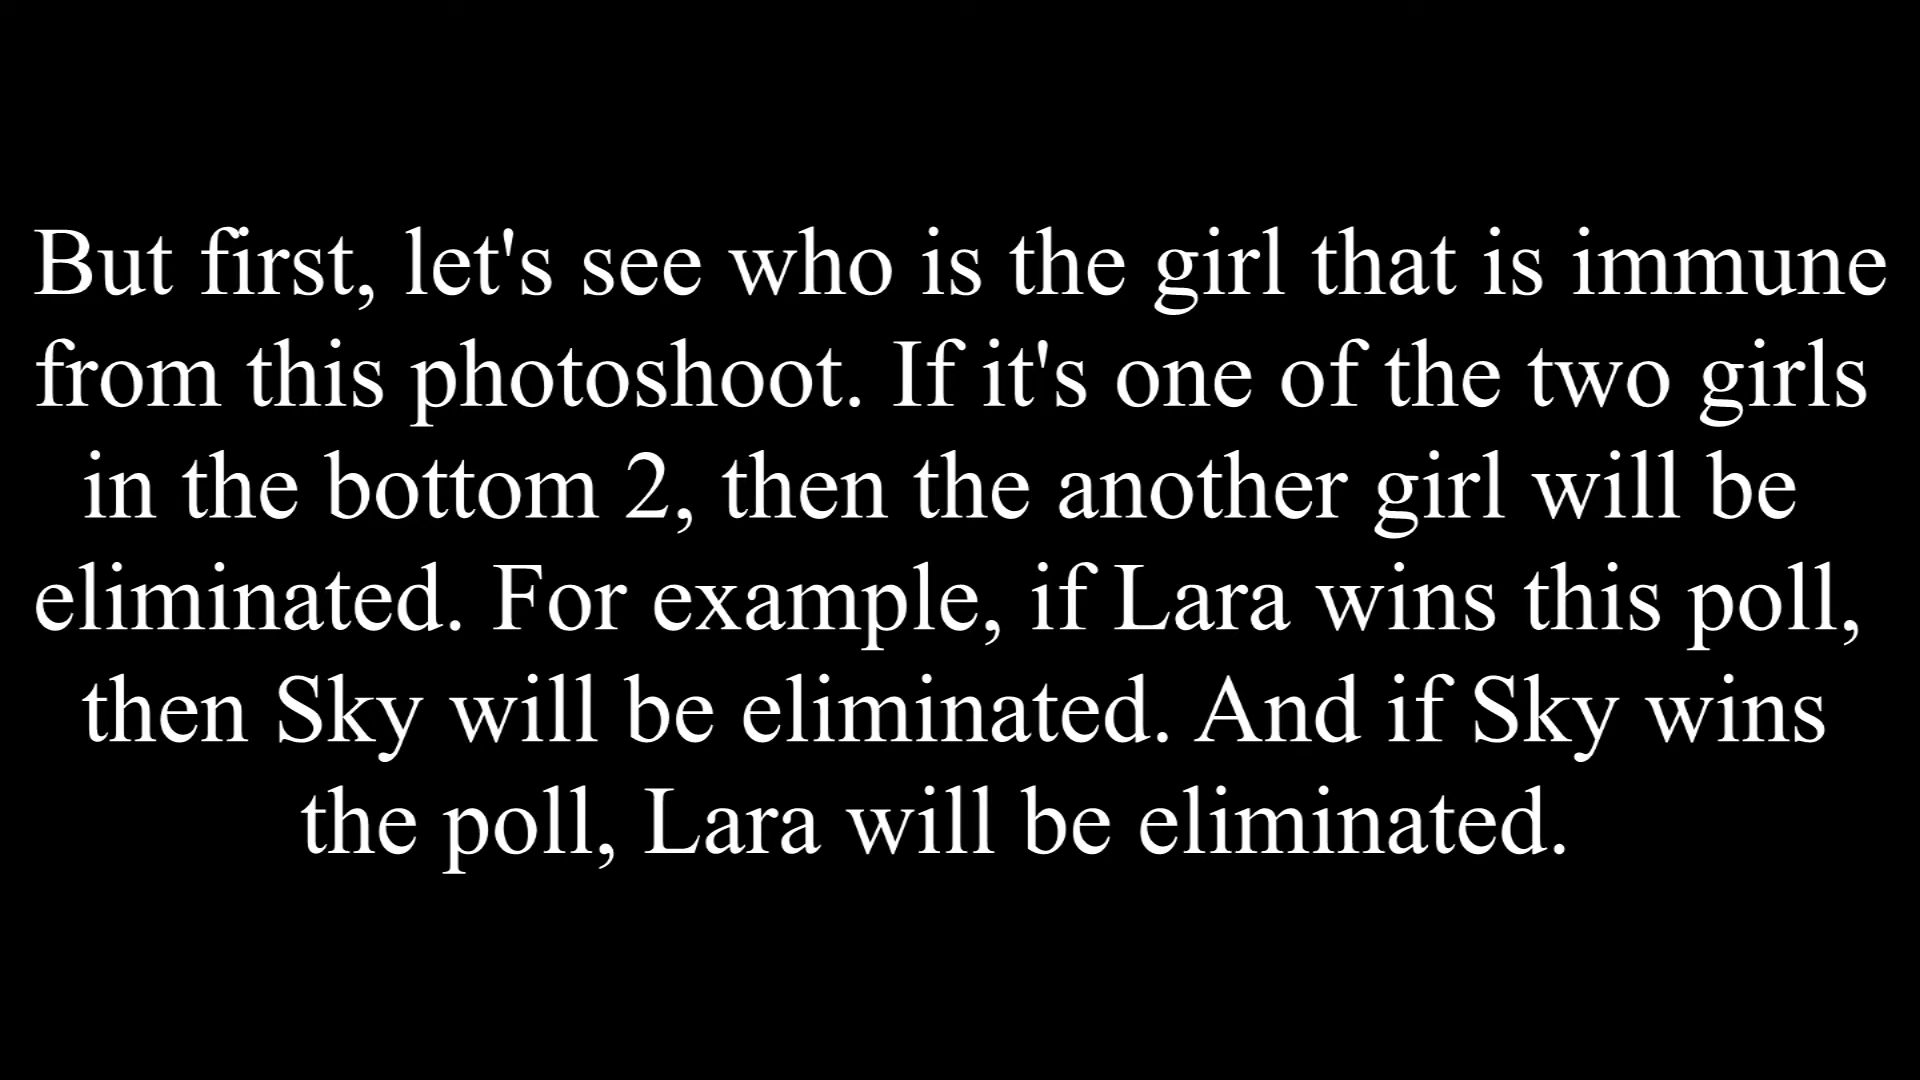 But first, let's see who is the girl that is immune
from this photoshoot. If it's one of the two girls
in the bottom 2, then the another girl will be
eliminated. For example, if Lara wins this poll,
then Sky will be eliminated. And if Sky wins
the poll, Lara will be eliminated.